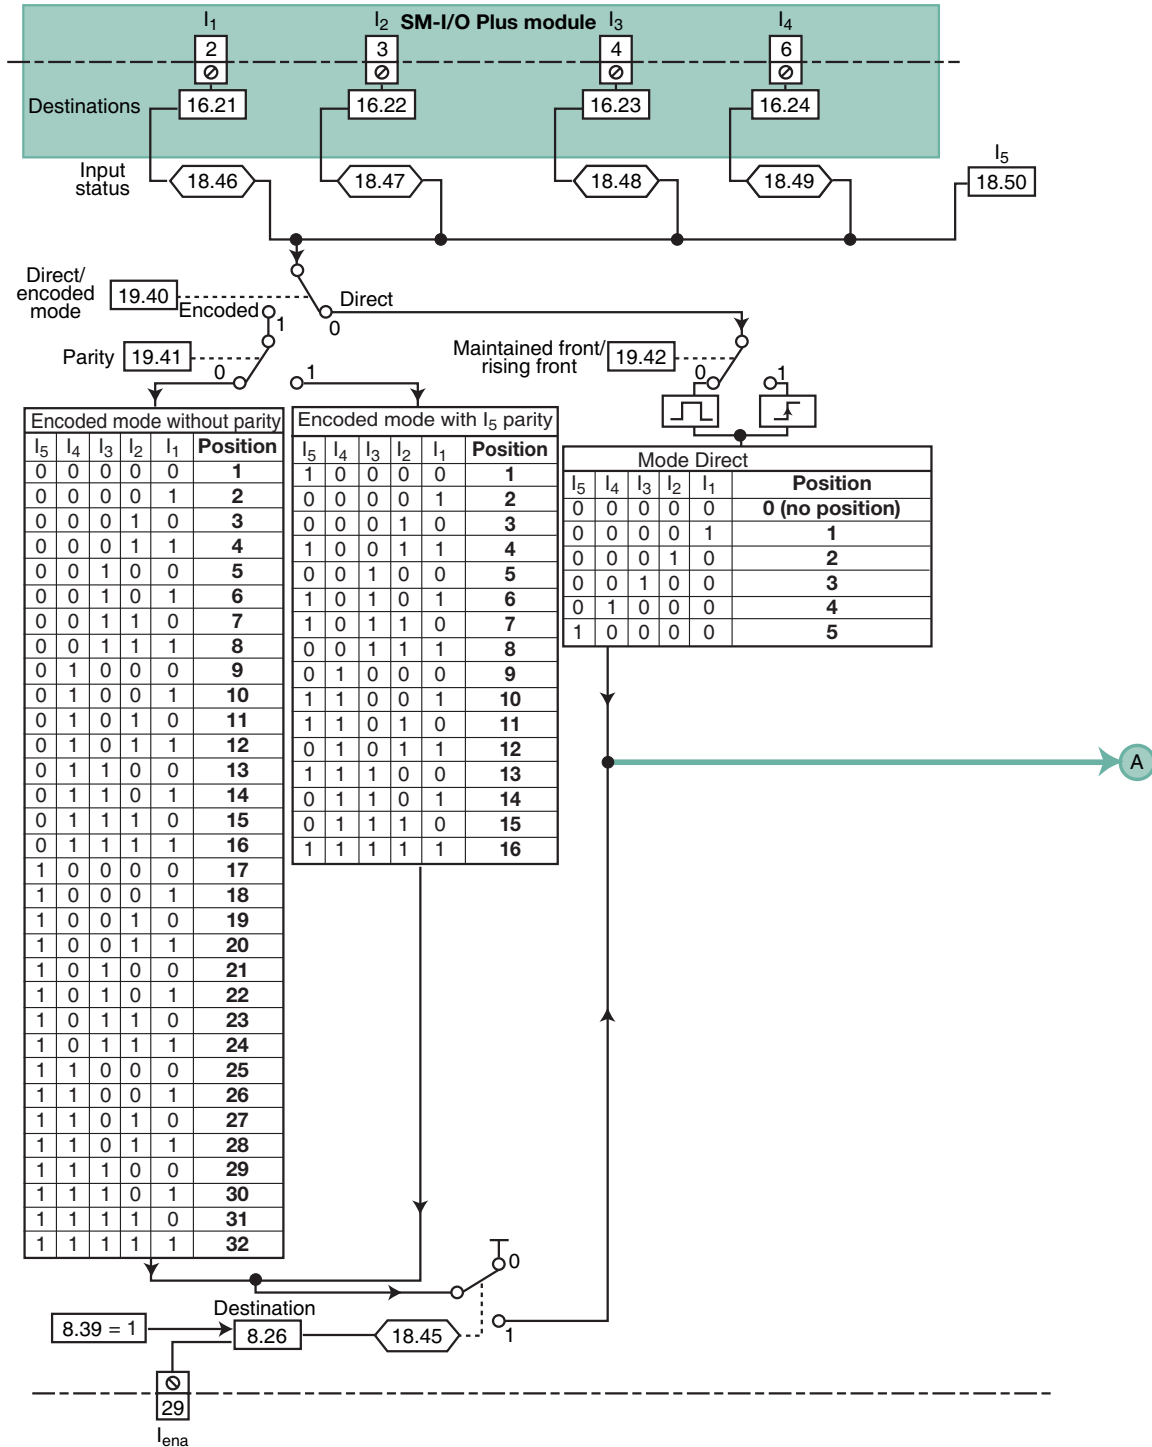 I1 I2 SM-I/O Plus module I3 I4
2 3 4 6
Destinations 16.21 16.22 16.23 16.24
I5
Input
status 18.46 18.47 18.48 18.49 18.50
Direct/
encoded
mode 19.40 Encoded 1 Direct 0
Parity 19.41 0 1
Maintained front/
rising front 19.42 0 1
Encoded mode without parity
I5 I4 I3 I2 I1 Position
0 0 0 0 0 1
0 0 0 0 1 2
0 0 0 1 0 3
0 0 0 1 1 4
0 0 1 0 0 5
0 0 1 0 1 6
0 0 1 1 0 7
0 0 1 1 1 8
0 1 0 0 0 9
0 1 0 0 1 10
0 1 0 1 0 11
0 1 0 1 1 12
0 1 1 0 0 13
0 1 1 0 1 14
0 1 1 1 0 15
0 1 1 1 1 16
1 0 0 0 0 17
1 0 0 0 1 18
1 0 0 1 0 19
1 0 0 1 1 20
1 0 1 0 0 21
1 0 1 0 1 22
1 0 1 1 0 23
1 0 1 1 1 24
1 1 0 0 0 25
1 1 0 0 1 26
1 1 0 1 0 27
1 1 0 1 1 28
1 1 1 0 0 29
1 1 1 0 1 30
1 1 1 1 0 31
1 1 1 1 1 32
Encoded mode with I5 parity
I5 I4 I3 I2 I1 Position
1 0 0 0 0 1
0 0 0 0 1 2
0 0 0 1 0 3
1 0 0 1 1 4
0 0 1 0 0 5
1 0 1 0 1 6
1 0 1 1 0 7
0 0 1 1 1 8
0 1 0 0 0 9
1 1 0 0 1 10
1 1 0 1 0 11
0 1 0 1 1 12
1 1 1 0 0 13
0 1 1 0 1 14
0 1 1 1 0 15
1 1 1 1 1 16
Mode Direct
I5 I4 I3 I2 I1 Position
0 0 0 0 0 0 (no position)
0 0 0 0 1 1
0 0 0 1 0 2
0 0 1 0 0 3
0 1 0 0 0 4
1 0 0 0 0 5
A
0
Destination
8.39 = 1 8.26 18.45 1
29
Iena